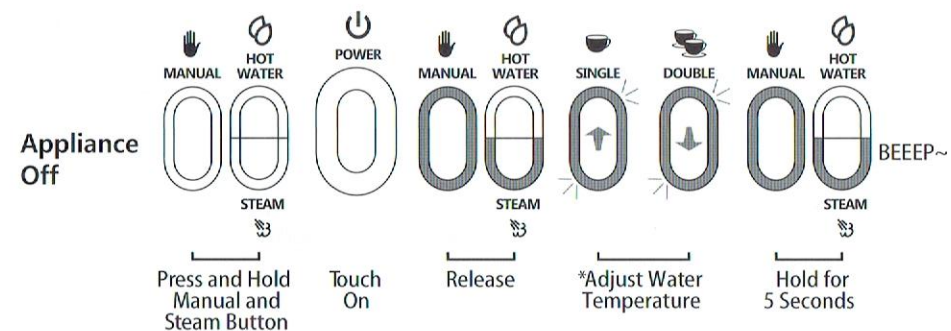 POWER
MANUAL
HOT
WATER
MANUAL
HOT
WATER
SINGLE
DOUBLE
MANUAL
HOT
WATER
Appliance
Off
BEEEP~
STEAM
STEAM
STEAM
Press and Hold
Manual and
Steam Button
Touch
On
Release
*Adjust Water
Temperature
Hold for
5 Seconds